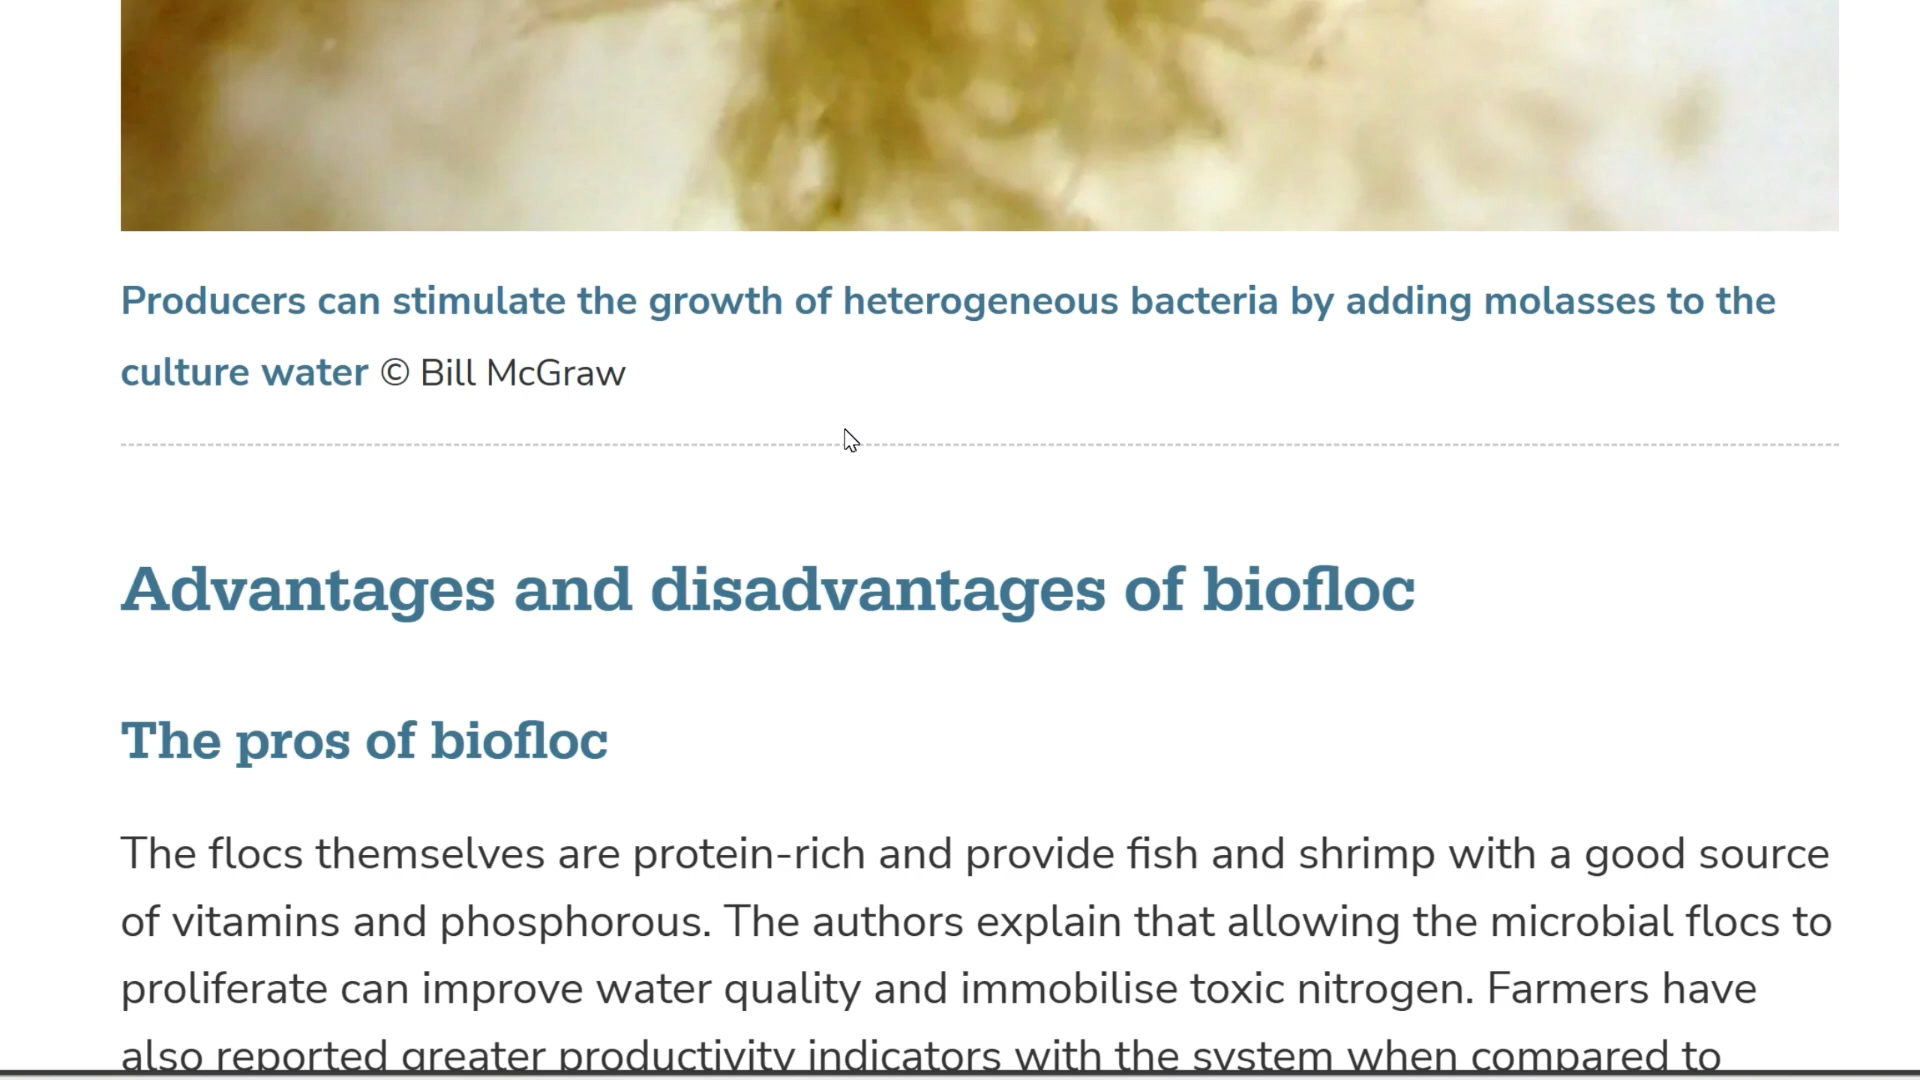 Producers can stimulate the growth of heterogeneous bacteria by adding molasses to the
culture water © Bill McGraw
Advantages and disadvantages of biofloc
The pros of biofloc
The flocs themselves are protein-rich and provide fish and shrimp with a good source
of vitamins and phosphorous. The authors explain that allowing the microbial flocs to
proliferate can improve water quality and immobilise toxic nitrogen. Farmers have
also reported greater productivity indicators with the system when compared to